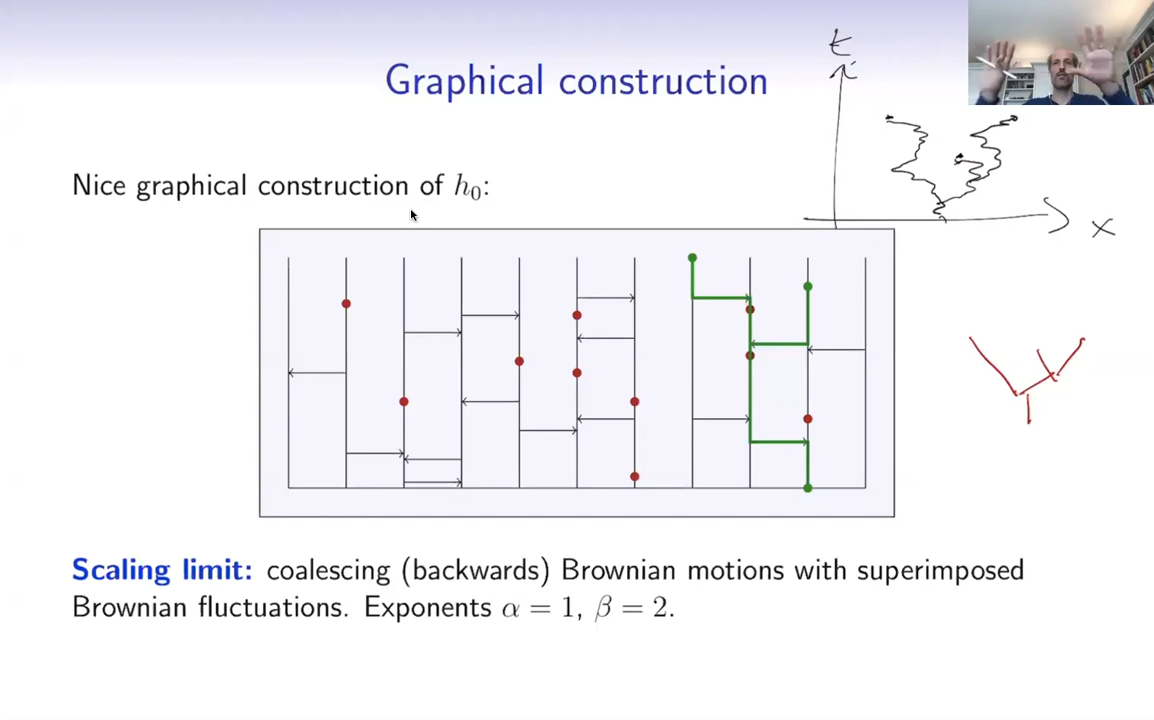 Graphical construction
t
Nice graphical construction of h₀:
x
Scaling limit: coalescing (backwards) Brownian motions with superimposed
Brownian fluctuations. Exponents α = 1, β = 2.